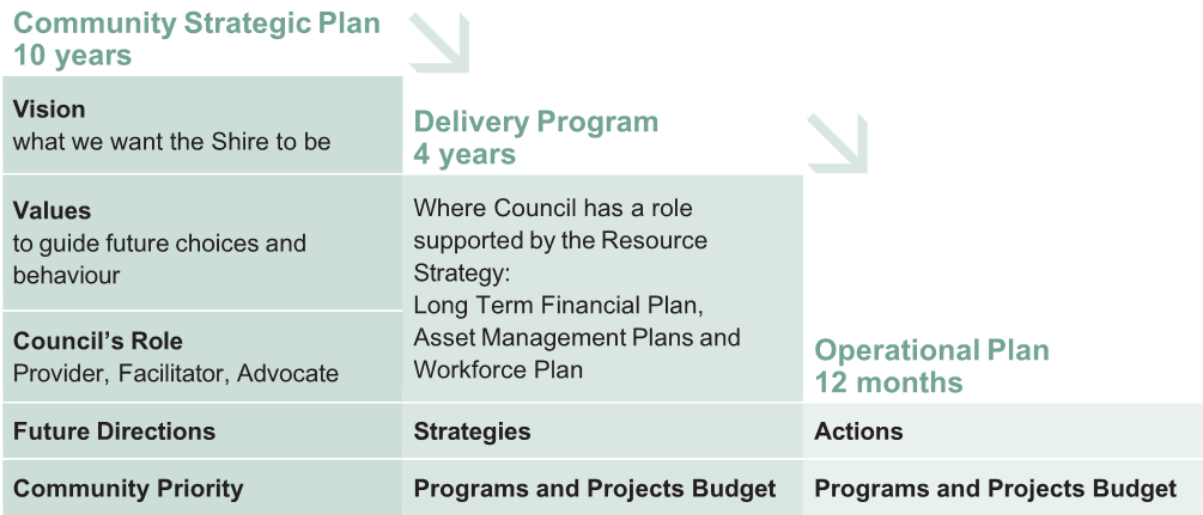 Community Strategic Plan
10 years
Vision
what we want the Shire to be
Values
to guide future choices and
behaviour
Council's Role
Provider, Facilitator, Advocate
Future Directions
Community Priority
Delivery Program
4 years
Where Council has a role
supported by the Resource
Strategy:
Long Term Financial Plan,
Asset Management Plans and
Workforce Plan
Strategies
Programs and Projects Budget
Operational Plan
12 months
Actions
Programs and Projects Budget